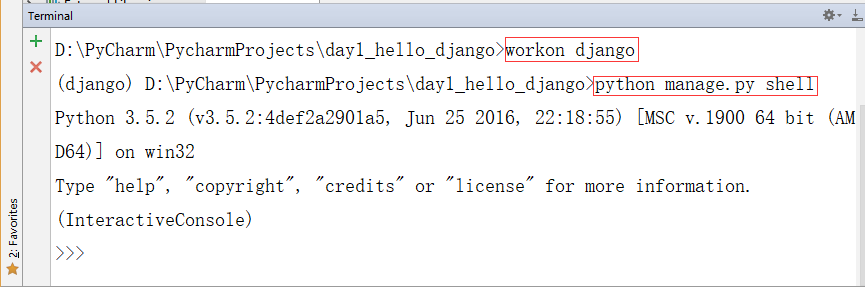 Terminal
D:\PyCharm\PycharmProjects\day1_hello_django>workon django
(django) D:\PyCharm\PycharmProjects\day1_hello_django>python manage.py shell
Python 3.5.2 (v3.5.2:4def2a2901a5, Jun 25 2016, 22:18:55) [MSC v.1900 64 bit (AM
D64)] on win32
Type "help", "copyright", "credits" or "license" for more information.
(InteractiveConsole)
>>>
2: Favorites